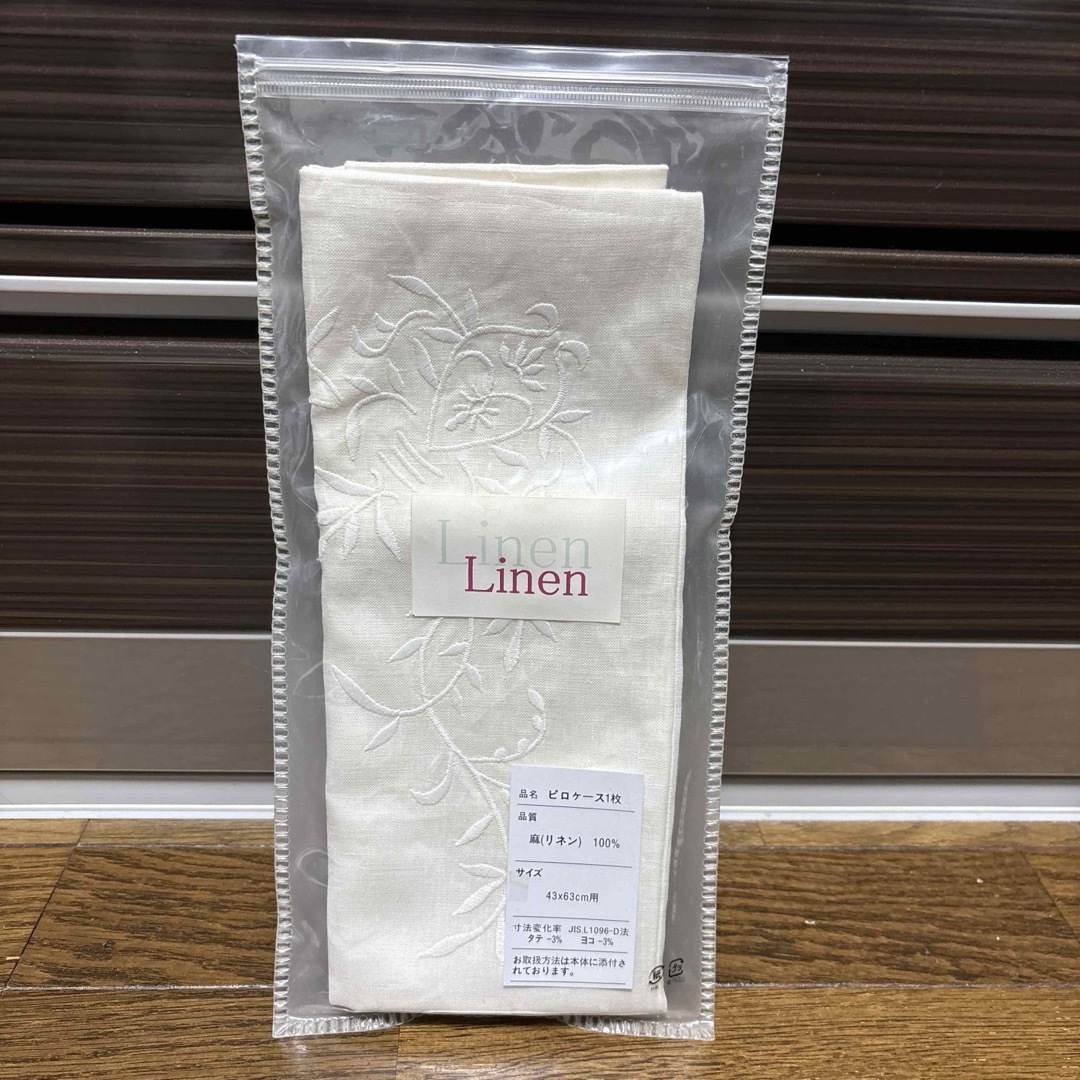 Linen
Linen
品名 ピロケース1枚
品質
麻(リネン) 100%
サイズ
43x63cm用
寸法変化率 JIS.L1096-D法
タテ -3% ヨコ -3%
お取扱方法は本体に添付さ
れております。
紙 プラ